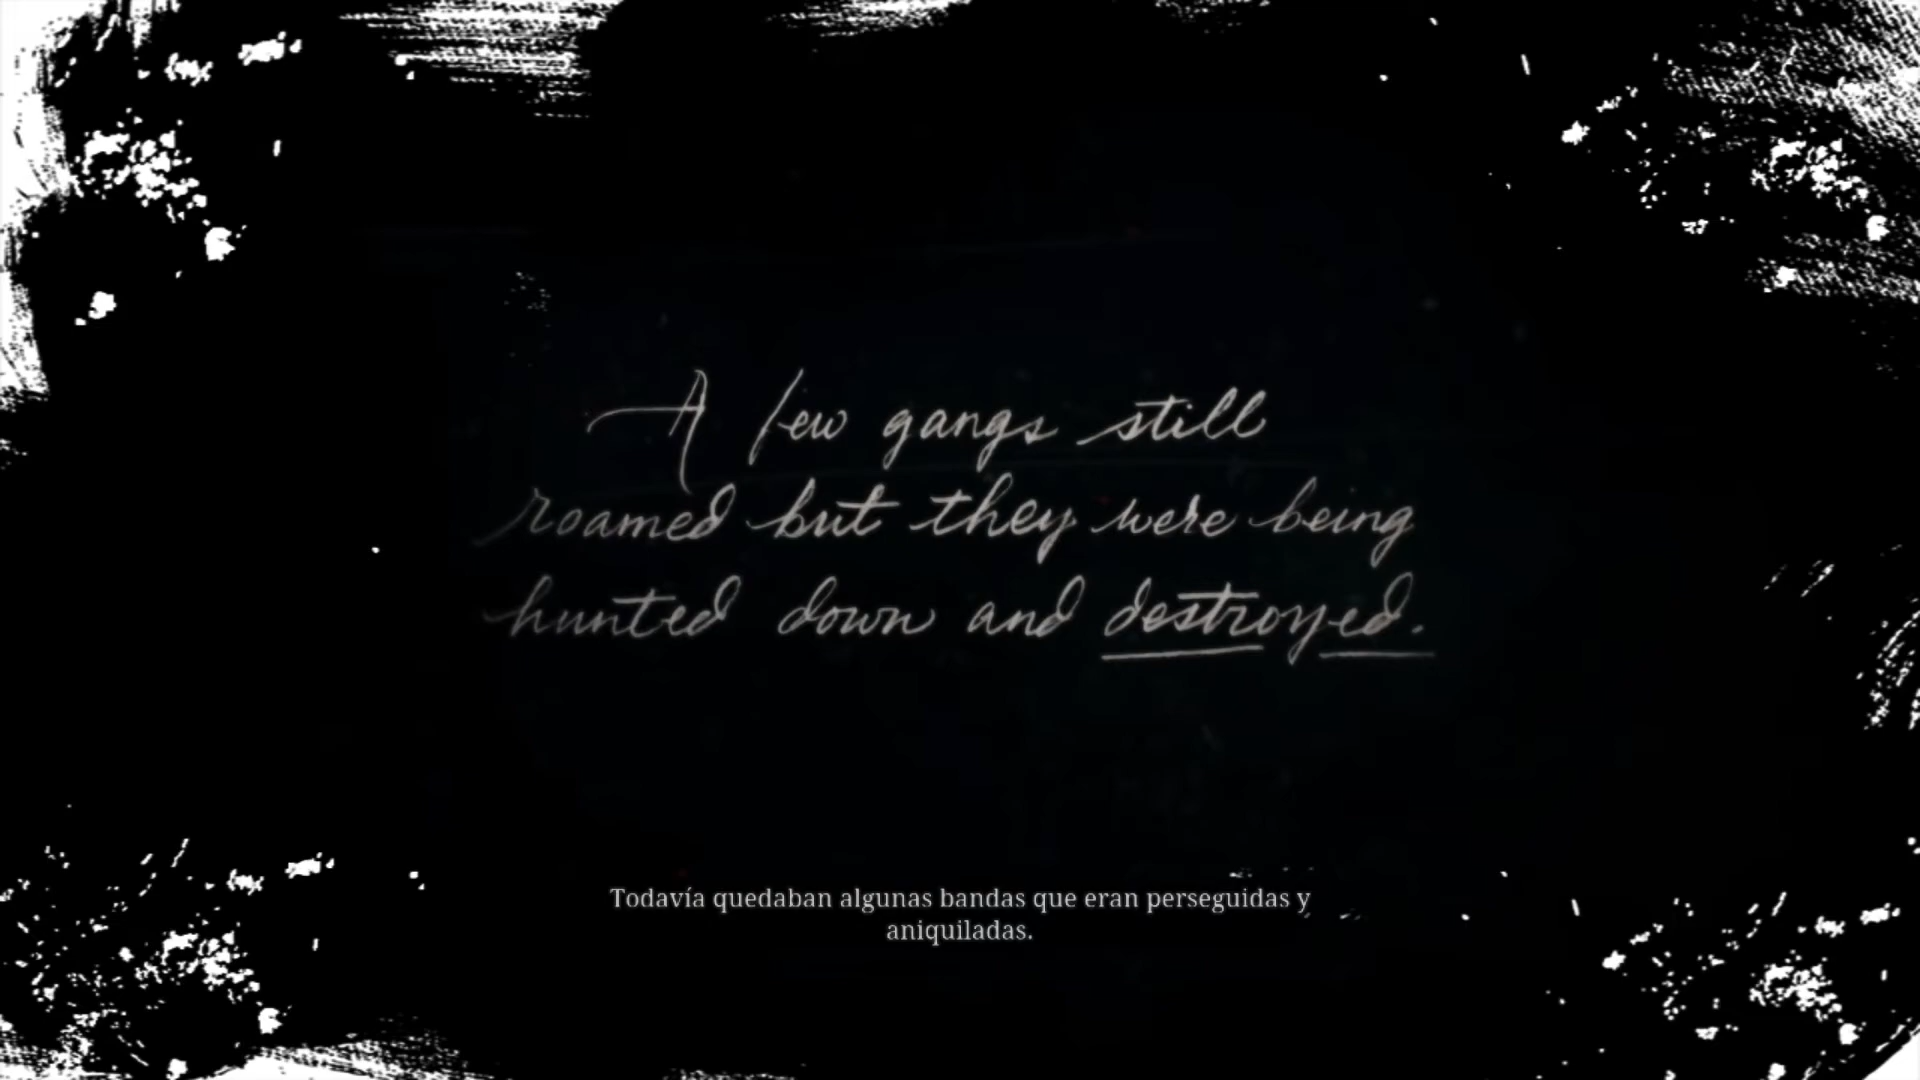 A few gangs still
roamed but they were being
hunted down and destroyed.
Todavía quedaban algunas bandas que eran perseguidas y
aniquiladas.